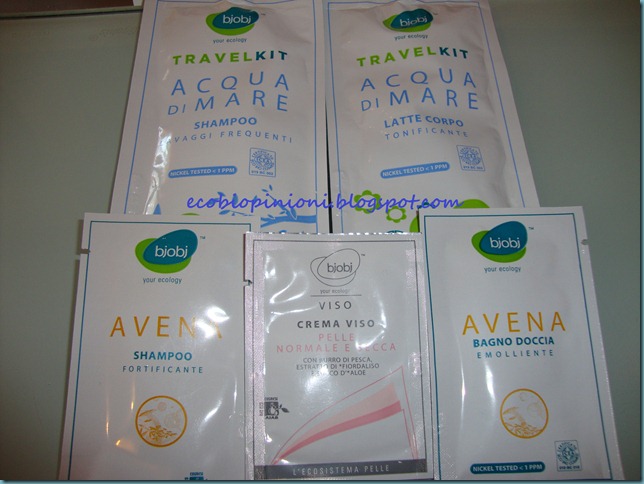 bjobj
your ecology
TRAVELKIT
ACQUA
DI MARE
SHAMPOO
LAVAGGI FREQUENTI
NICKEL TESTED < 1 PPM
bjobj
your ecology
TRAVELKIT
ACQUA
DI MARE
LATTE CORPO
TONIFICANTE
NICKEL TESTED < 1 PPM
ecobiopinioni.blogspot.com
bjobj
your ecology
AVENA
SHAMPOO
FORTIFICANTE
bjobj
your ecology
VISO
CREMA VISO
PELLE
NORMALE E SECCA
CON BURRO DI PESCA,
ESTRATTO DI *FIORDALISO
E SUCCO D'*ALOE
L'ECOSISTEMA PELLE
bjobj
your ecology
AVENA
BAGNO DOCCIA
EMOLLIENTE
NICKEL TESTED < 1 PPM